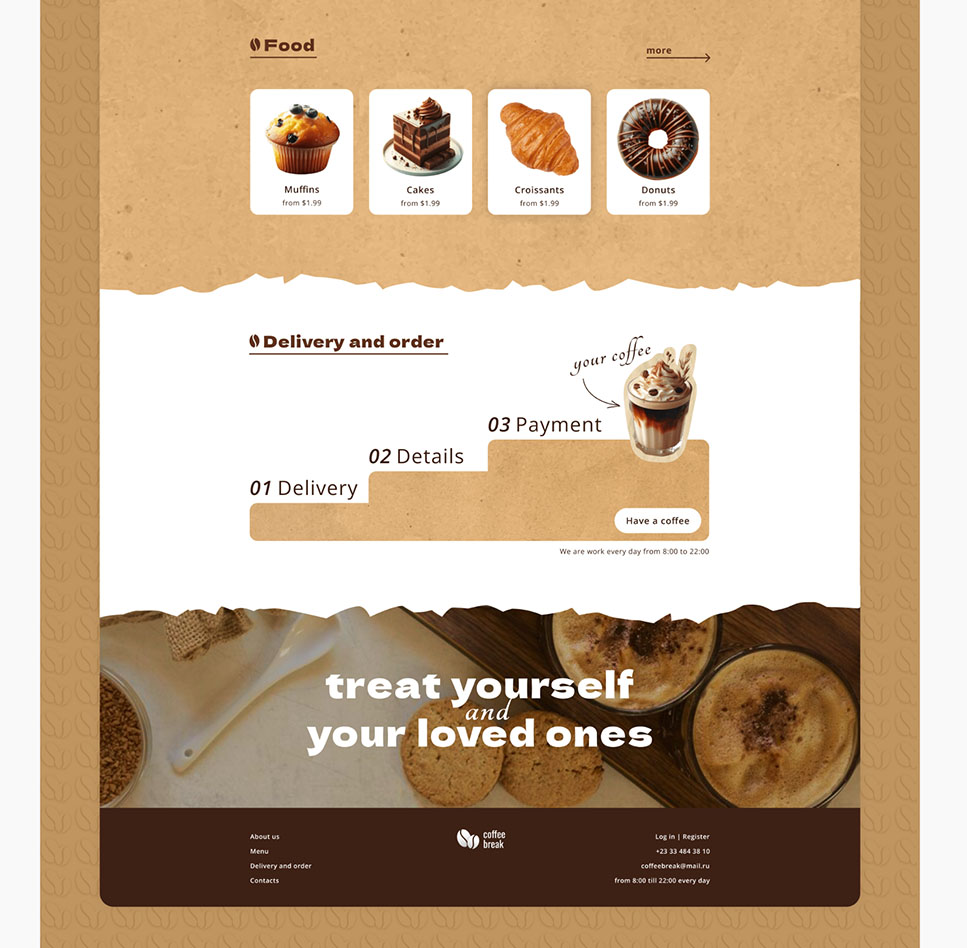 Food
more
Muffins
from $1.99
Cakes
from $1.99
Croissants
from $1.99
Donuts
from $1.99
Delivery and order
your coffee
03 Payment
02 Details
01 Delivery
Have a coffee
We are work every day from 8:00 to 22:00
treat yourself
and
your loved ones
About us
Menu
Delivery and order
Contacts
coffee
break
Log in | Register
+23 33 484 38 10
coffeebreak@mail.ru
from 8:00 till 22:00 every day